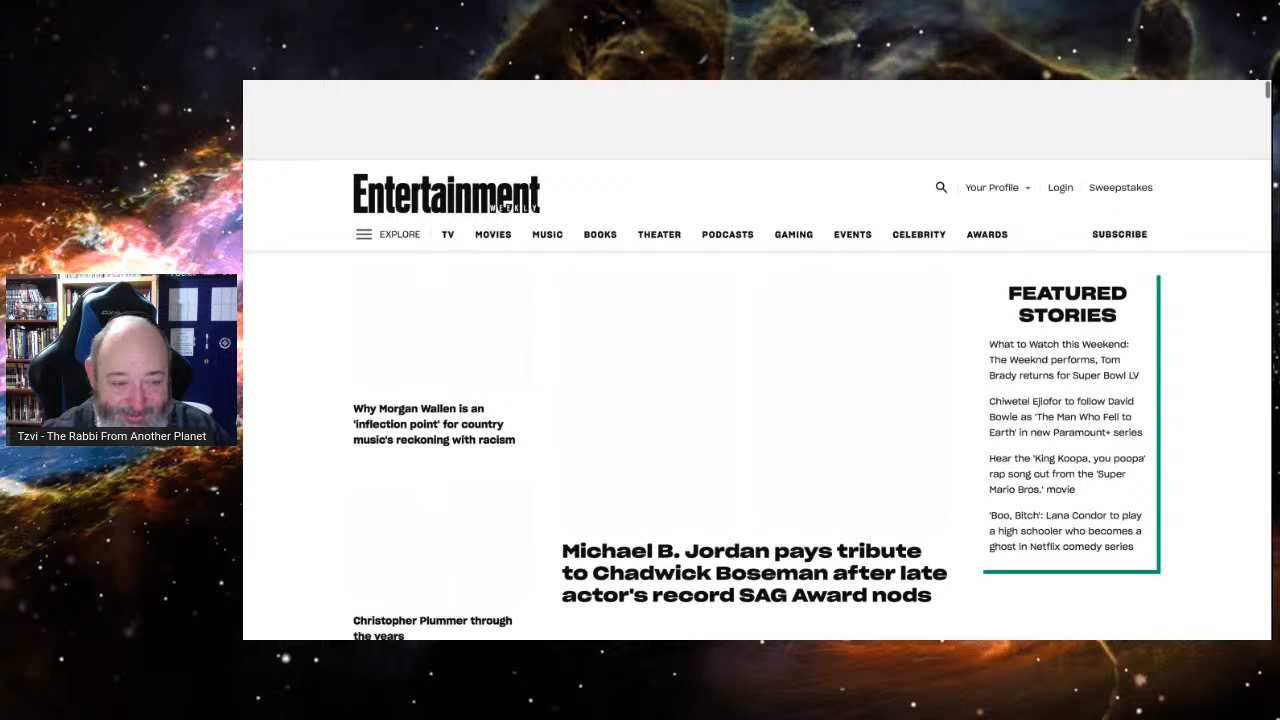 Entertainment
WEEKLY
Your Profile
Login
Sweepstakes
EXPLORE
TV
MOVIES
MUSIC
BOOKS
THEATER
PODCASTS
GAMING
EVENTS
CELEBRITY
AWARDS
SUBSCRIBE
Why Morgan Wallen is an
'inflection point' for country
music's reckoning with racism
Christopher Plummer through
the years
Michael B. Jordan pays tribute
to Chadwick Boseman after late
actor's record SAG Award nods
FEATURED
STORIES
What to Watch this Weekend:
The Weeknd performs, Tom
Brady returns for Super Bowl LV
Chiwetel Ejiofor to follow David
Bowie as 'The Man Who Fell to
Earth' in new Paramount+ series
Hear the 'King Koopa, you poopa'
rap song cut from the 'Super
Mario Bros.' movie
'Boo, Bitch': Lana Condor to play
a high schooler who becomes a
ghost in Netflix comedy series
Tzvi - The Rabbi From Another Planet